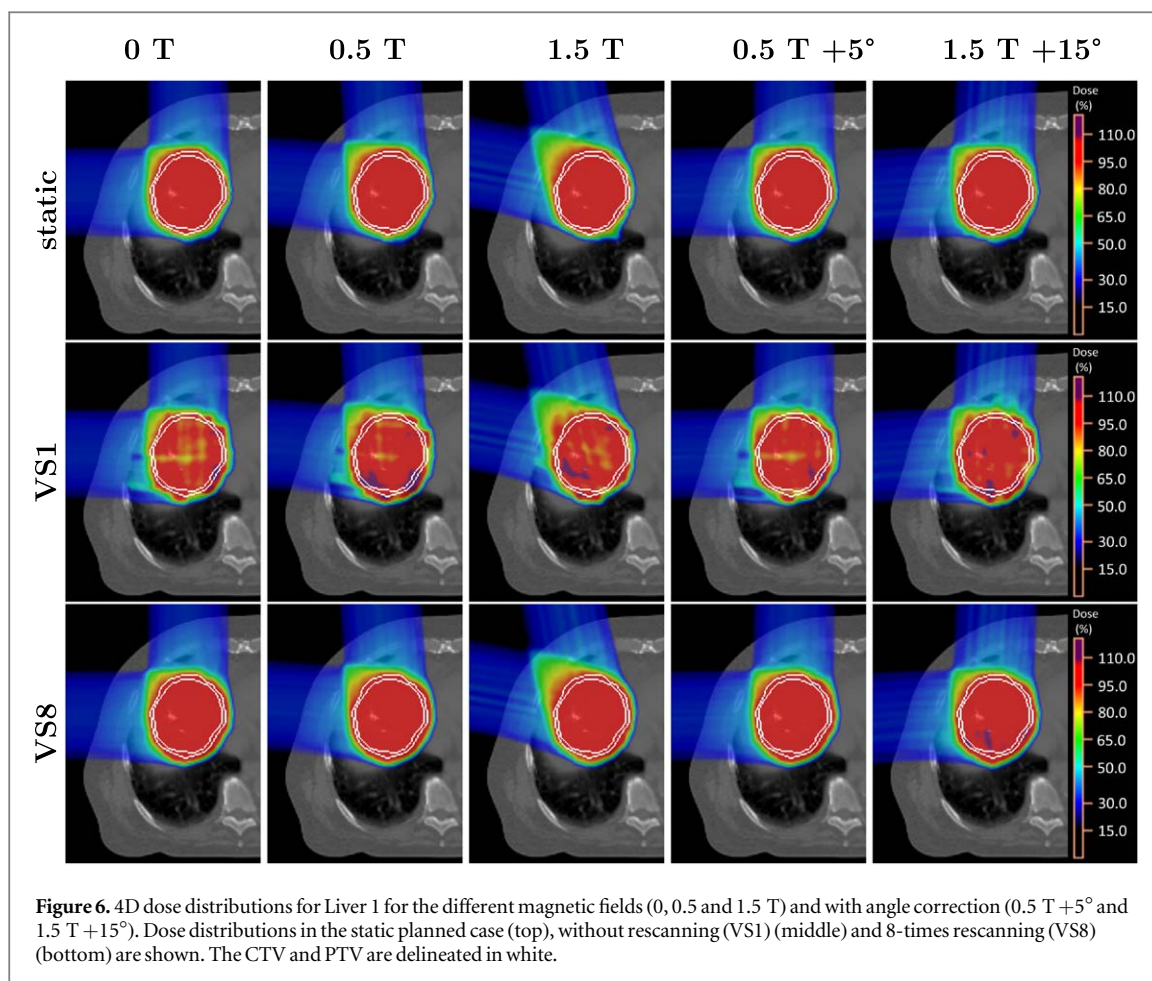 0 T
0.5 T
1.5 T
0.5 T +5°
1.5 T +15°
static
Dose
(%)
110.0
95.0
80.0
65.0
50.0
30.0
15.0
VS1
Dose
(%)
110.0
95.0
80.0
65.0
50.0
30.0
15.0
VS8
Dose
(%)
110.0
95.0
80.0
65.0
50.0
30.0
15.0
Figure 6. 4D dose distributions for Liver 1 for the different magnetic fields (0, 0.5 and 1.5 T) and with angle correction (0.5 T +5° and
1.5 T +15°). Dose distributions in the static planned case (top), without rescanning (VS1) (middle) and 8-times rescanning (VS8)
(bottom) are shown. The CTV and PTV are delineated in white.